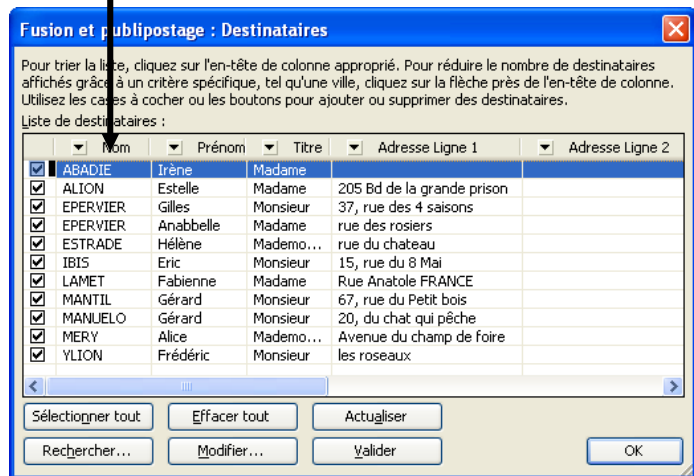 Fusion et publipostage : Destinataires
Pour trier la liste, cliquez sur l'en-tête de colonne approprié. Pour réduire le nombre de destinataires
affichés grâce à un critère spécifique, tel qu'une ville, cliquez sur la flèche près de l'en-tête de colonne.
Utilisez les cases à cocher ou les boutons pour ajouter ou supprimer des destinataires.
Liste de destinataires :
Nom Prénom Titre Adresse Ligne 1 Adresse Ligne 2
ABADIE Irène Madame
ALION Estelle Madame 205 Bd de la grande prison
EPERVIER Gilles Monsieur 37, rue des 4 saisons
EPERVIER Anabbelle Madame rue des rosiers
ESTRADE Hélène Mademo... rue du chateau
IBIS Eric Monsieur 15, rue du 8 Mai
LAMET Fabienne Madame Rue Anatole FRANCE
MANTIL Gérard Monsieur 67, rue du Petit bois
MANUELO Gérard Monsieur 20, du chat qui pêche
MERY Alice Mademo... Avenue du champ de foire
YLION Frédéric Monsieur les roseaux
Sélectionner tout Effacer tout Actualiser
Rechercher... Modifier... Valider OK